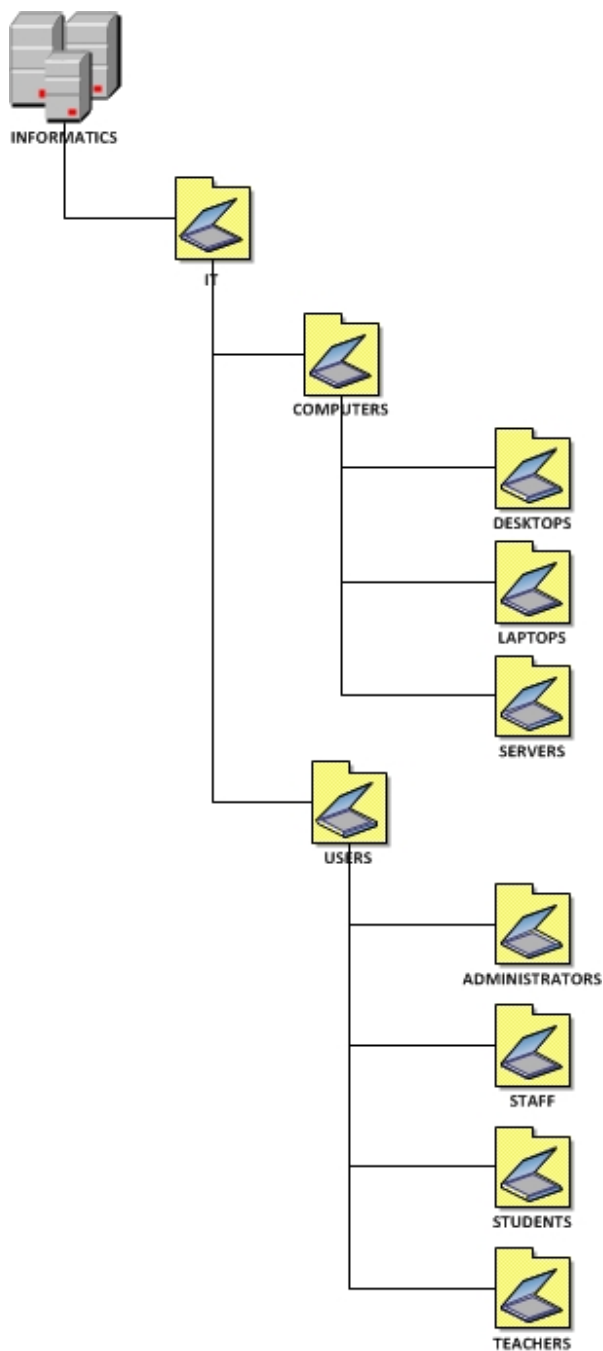 INFORMATICS
IT
COMPUTERS
DESKTOPS
LAPTOPS
SERVERS
USERS
ADMINISTRATORS
STAFF
STUDENTS
TEACHERS